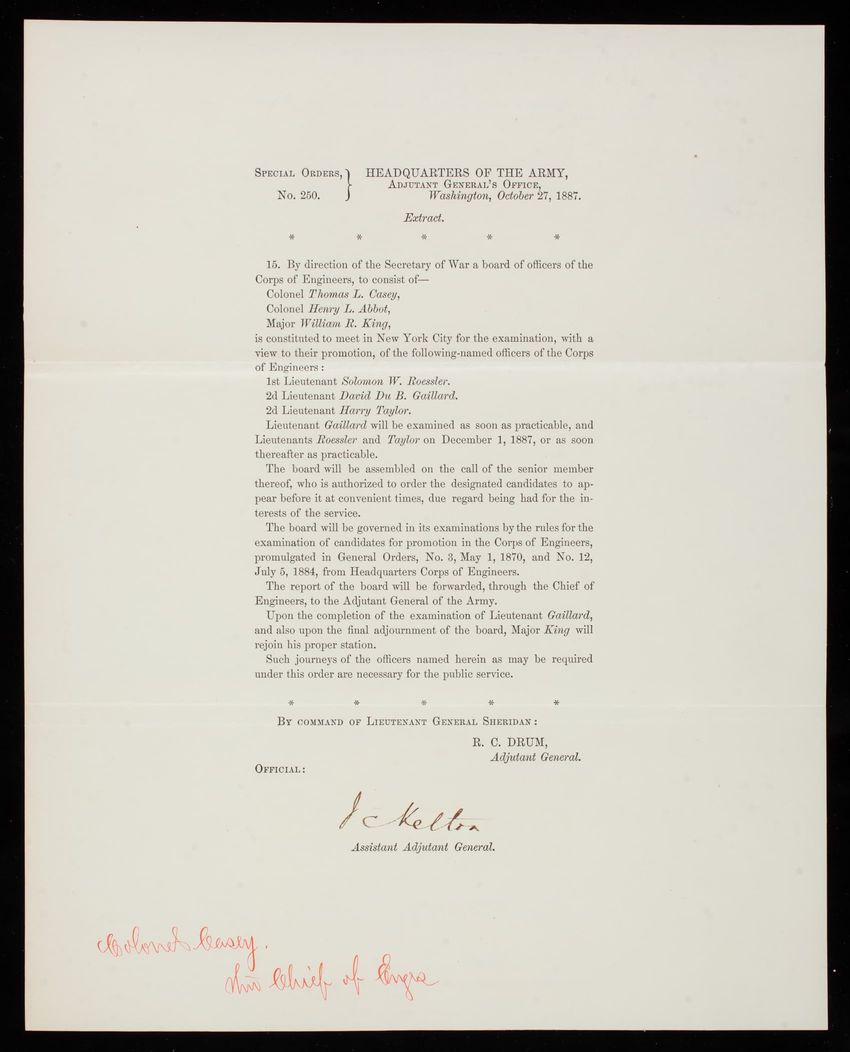 SPECIAL ORDERS, } HEADQUARTERS OF THE ARMY,
ADJUTANT GENERAL'S OFFICE,
No. 250. Washington, October 27, 1887.
Extract.
* * * * *
15. By direction of the Secretary of War a board of officers of the
Corps of Engineers, to consist of—
Colonel Thomas L. Casey,
Colonel Henry L. Abbot,
Major William R. King,
is constituted to meet in New York City for the examination, with a
view to their promotion, of the following-named officers of the Corps
of Engineers:
1st Lieutenant Solomon W. Roessler.
2d Lieutenant David Du B. Gaillard.
2d Lieutenant Harry Taylor.
Lieutenant Gaillard will be examined as soon as practicable, and
Lieutenants Roessler and Taylor on December 1, 1887, or as soon
thereafter as practicable.
The board will be assembled on the call of the senior member
thereof, who is authorized to order the designated candidates to ap-
pear before it at convenient times, due regard being had for the in-
terests of the service.
The board will be governed in its examinations by the rules for the
examination of candidates for promotion in the Corps of Engineers,
promulgated in General Orders, No. 3, May 1, 1870, and No. 12,
July 5, 1884, from Headquarters Corps of Engineers.
The report of the board will be forwarded, through the Chief of
Engineers, to the Adjutant General of the Army.
Upon the completion of the examination of Lieutenant Gaillard,
and also upon the final adjournment of the board, Major King will
rejoin his proper station.
Such journeys of the officers named herein as may be required
under this order are necessary for the public service.
* * * * *
BY COMMAND OF LIEUTENANT GENERAL SHERIDAN:
R. C. DRUM,
Adjutant General.
OFFICIAL:
J C Kelton
Assistant Adjutant General.
Colonel Casey.
thro Chief of Engrs